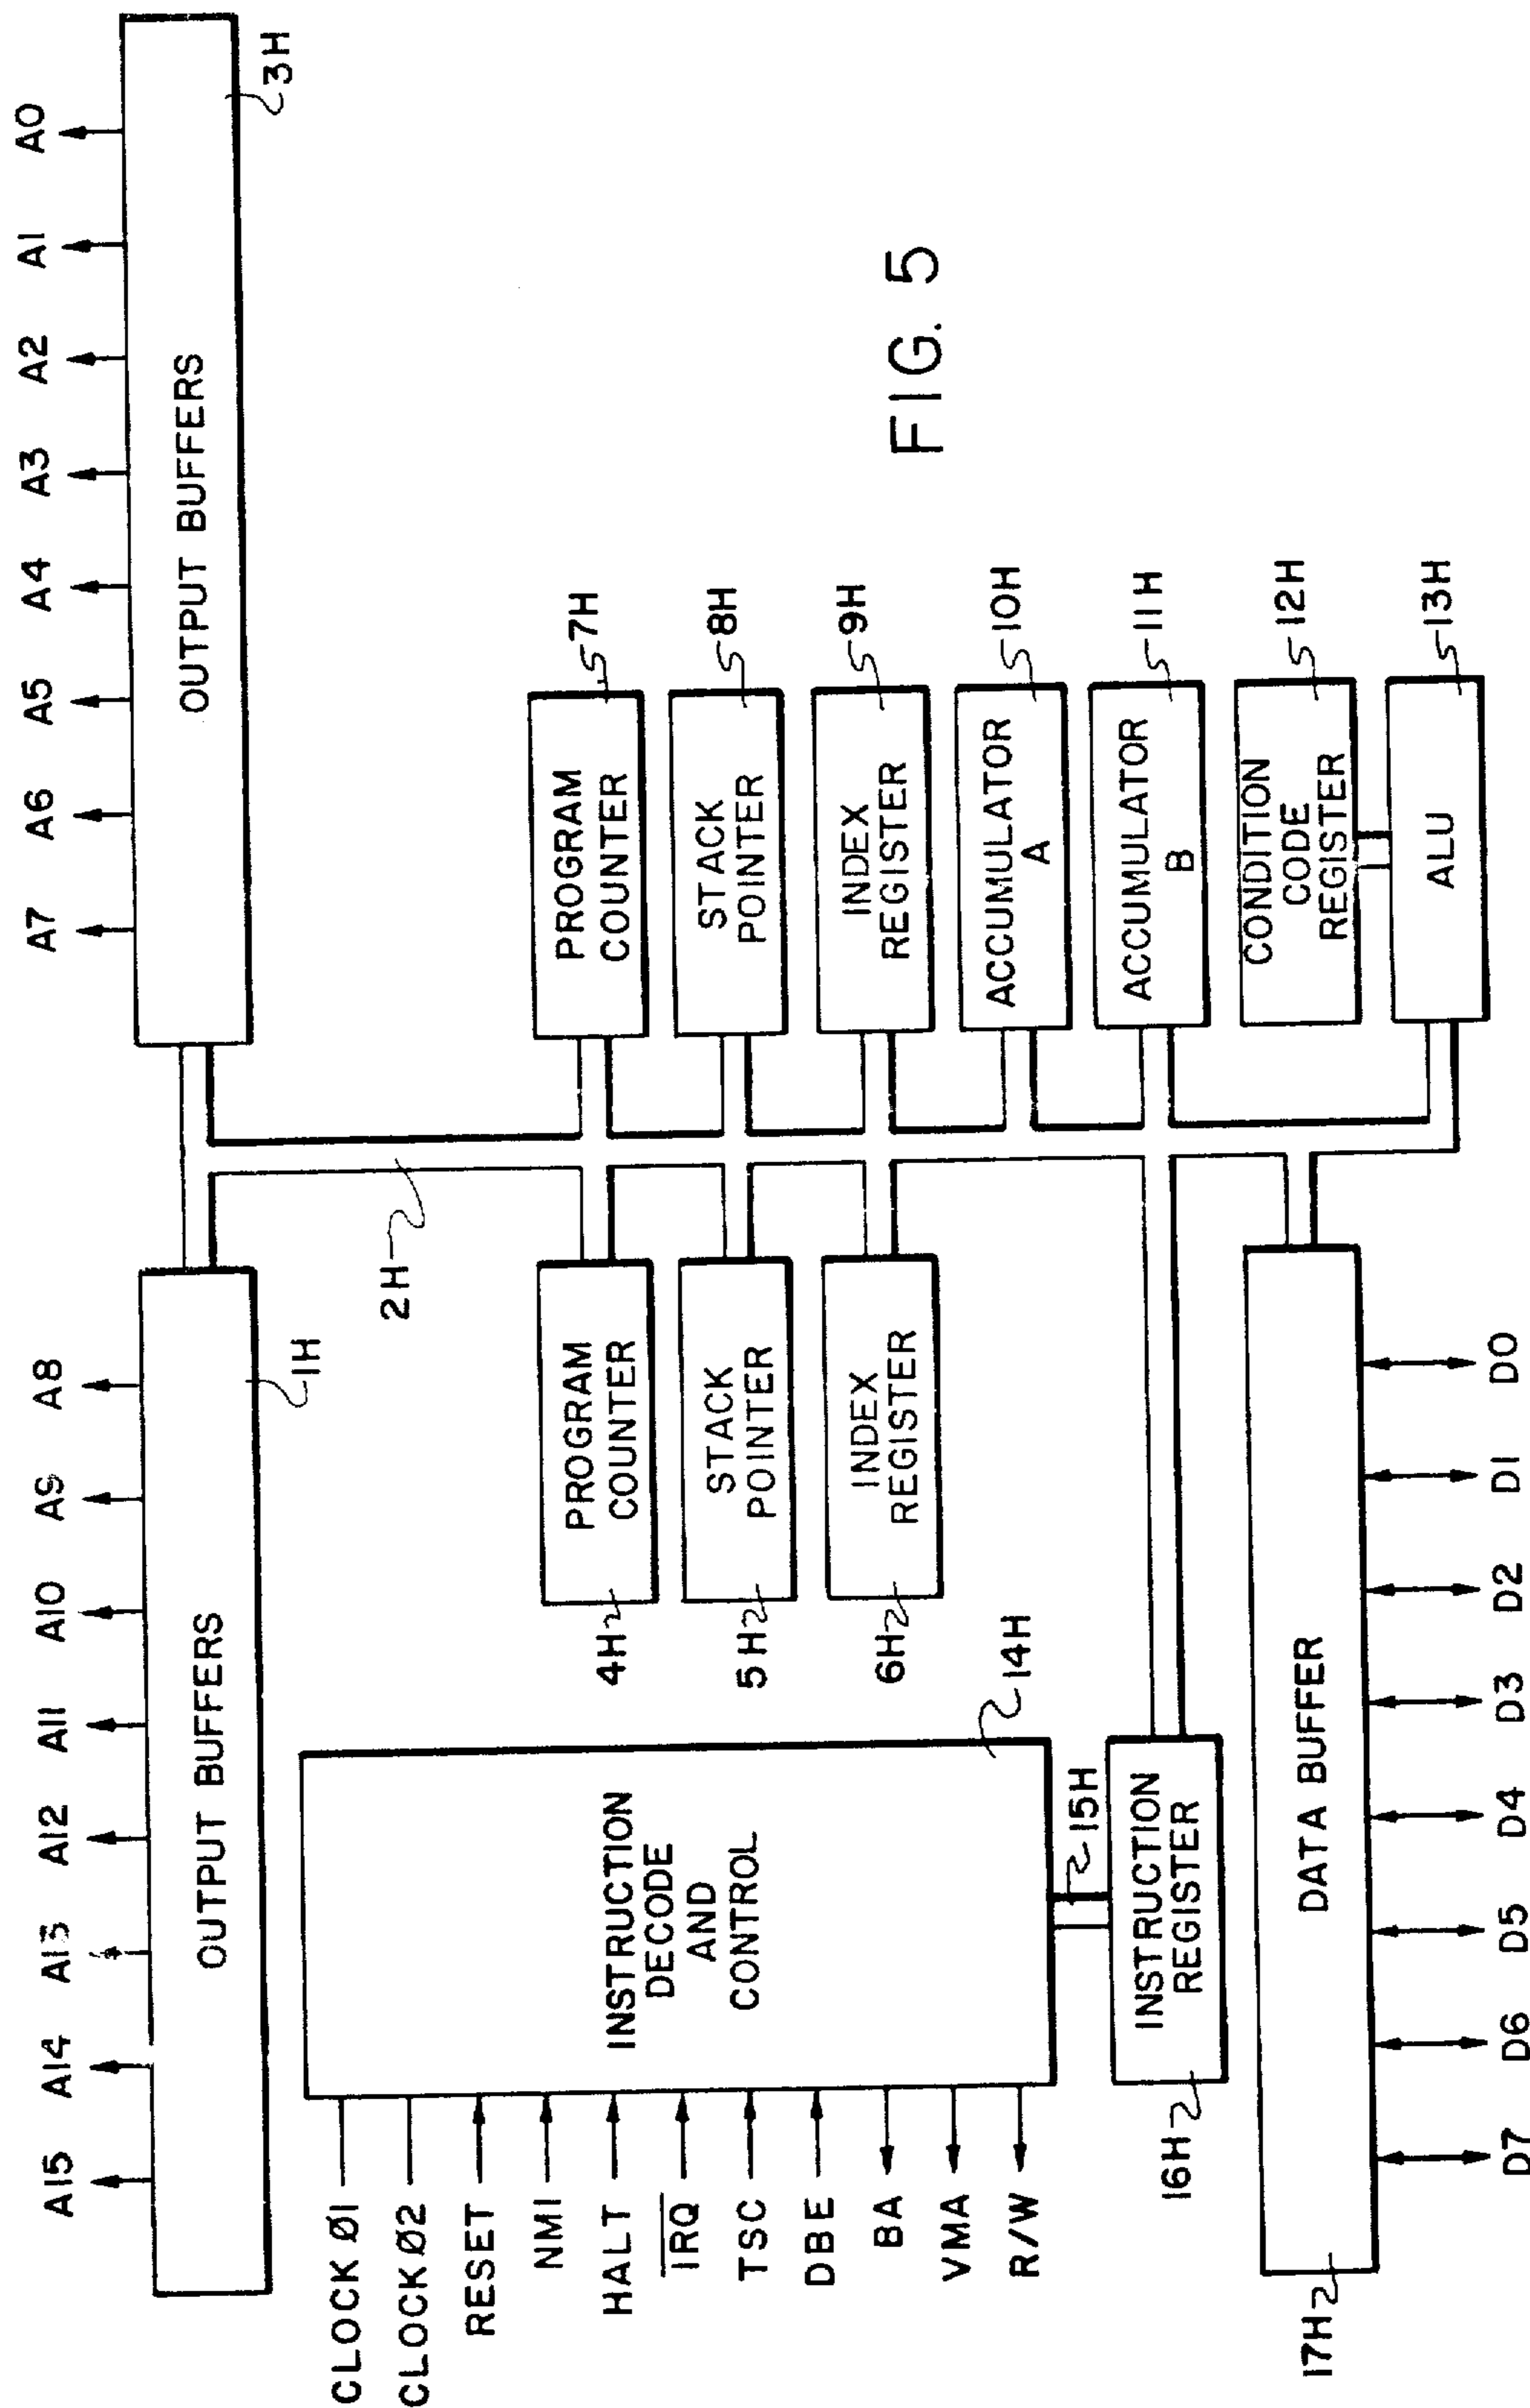 A15 A14 A13 A12 A11 A10 A9 A8 A7 A6 A5 A4 A3 A2 A1 A0
OUTPUT BUFFERS
1H
OUTPUT BUFFERS
3H
2H
CLOCK Ø1
CLOCK Ø2
RESET
NMI
HALT
I̅R̅Q̅
TSC
DBE
BA
VMA
R/W
INSTRUCTION
DECODE
AND
CONTROL
14H
15H
16H
INSTRUCTION
REGISTER
4H
PROGRAM
COUNTER
5H
STACK
POINTER
6H
INDEX
REGISTER
PROGRAM
COUNTER
7H
STACK
POINTER
8H
INDEX
REGISTER
9H
ACCUMULATOR
A
10H
ACCUMULATOR
B
11H
CONDITION
CODE
REGISTER
12H
ALU
13H
17H
DATA BUFFER
D7 D6 D5 D4 D3 D2 D1 D0
FIG. 5